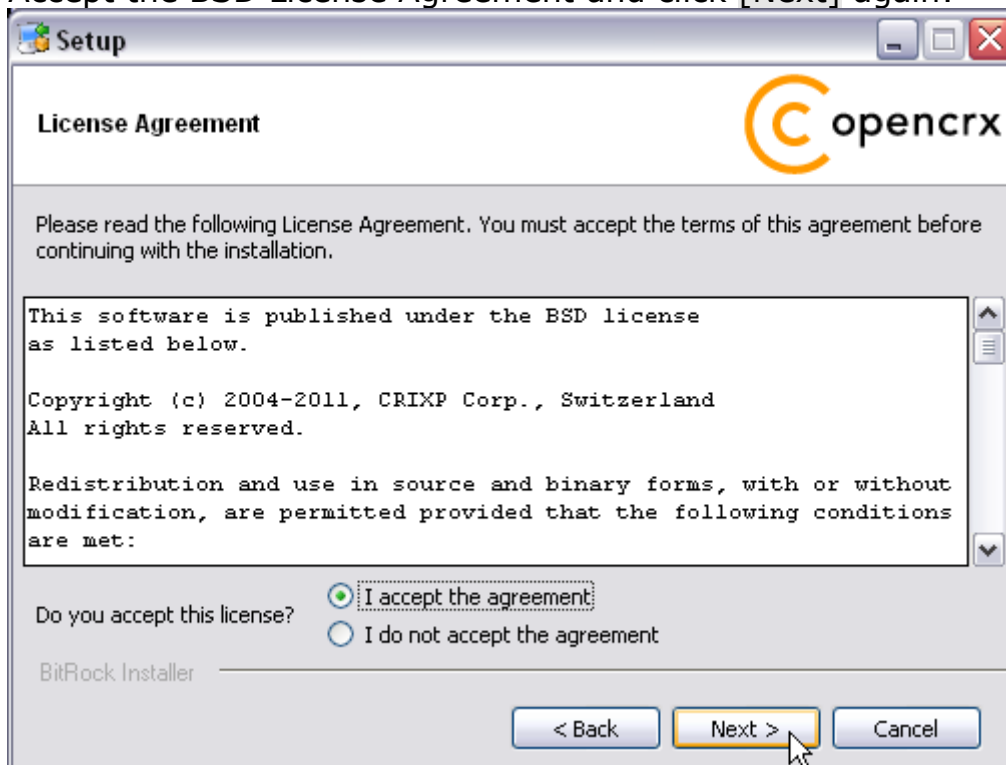 Accept the BSD License Agreement and click [Next] again.
Setup
License Agreement
opencrx
Please read the following License Agreement. You must accept the terms of this agreement before
continuing with the installation.
This software is published under the BSD license
as listed below.
Copyright (c) 2004-2011, CRIXP Corp., Switzerland
All rights reserved.
Redistribution and use in source and binary forms, with or without
modification, are permitted provided that the following conditions
are met:
Do you accept this license?
I accept the agreement
I do not accept the agreement
BitRock Installer
< Back
Next >
Cancel